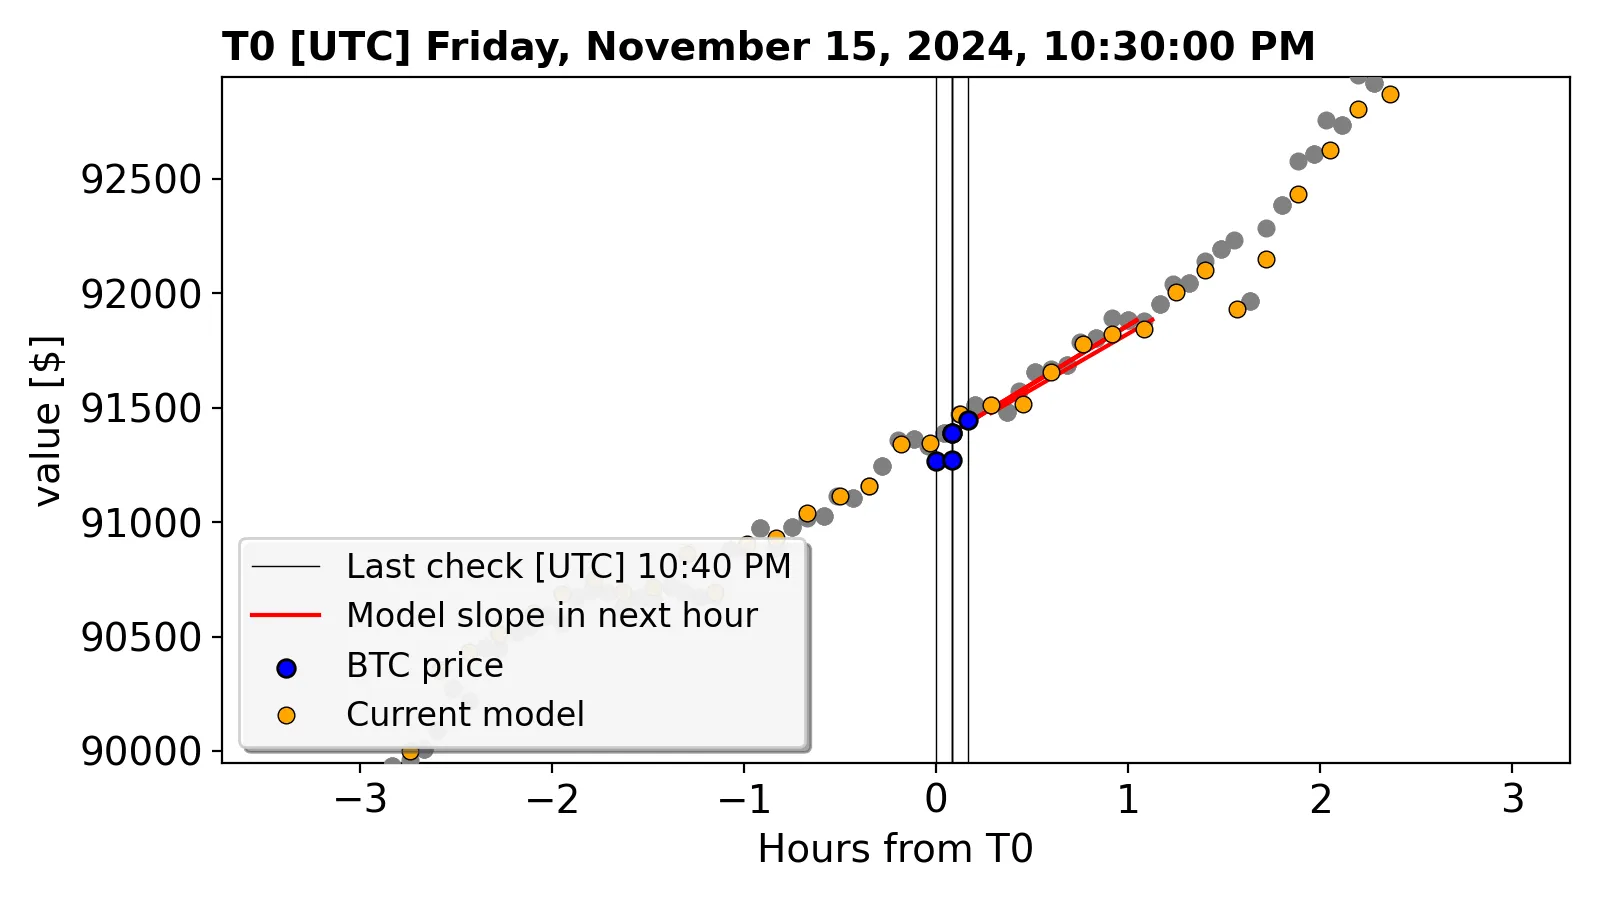 T0 [UTC] Friday, November 15, 2024, 10:30:00 PM
value [$]
92500
92000
91500
91000
90500
90000
Last check [UTC] 10:40 PM
Model slope in next hour
BTC price
Current model
−3 −2 −1 0 1 2 3
Hours from T0